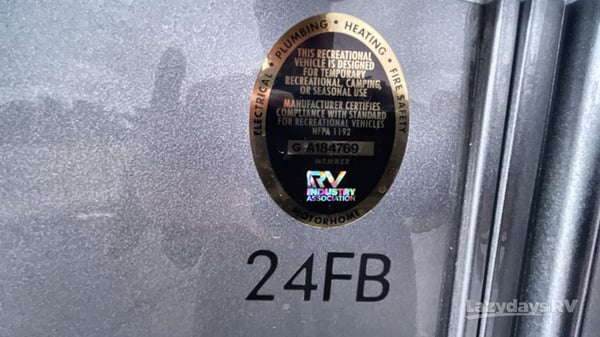 ELECTRICAL • PLUMBING • HEATING • FIRE SAFETY
THIS RECREATIONAL
VEHICLE IS DESIGNED
FOR TEMPORARY
RECREATIONAL, CAMPING,
OR SEASONAL USE
MANUFACTURER CERTIFIES
COMPLIANCE WITH STANDARD
FOR RECREATIONAL VEHICLES
NFPA 1192
G-A184769
MEMBER
RV
INDUSTRY
ASSOCIATION
MOTORHOME
24FB
LazydaysRV